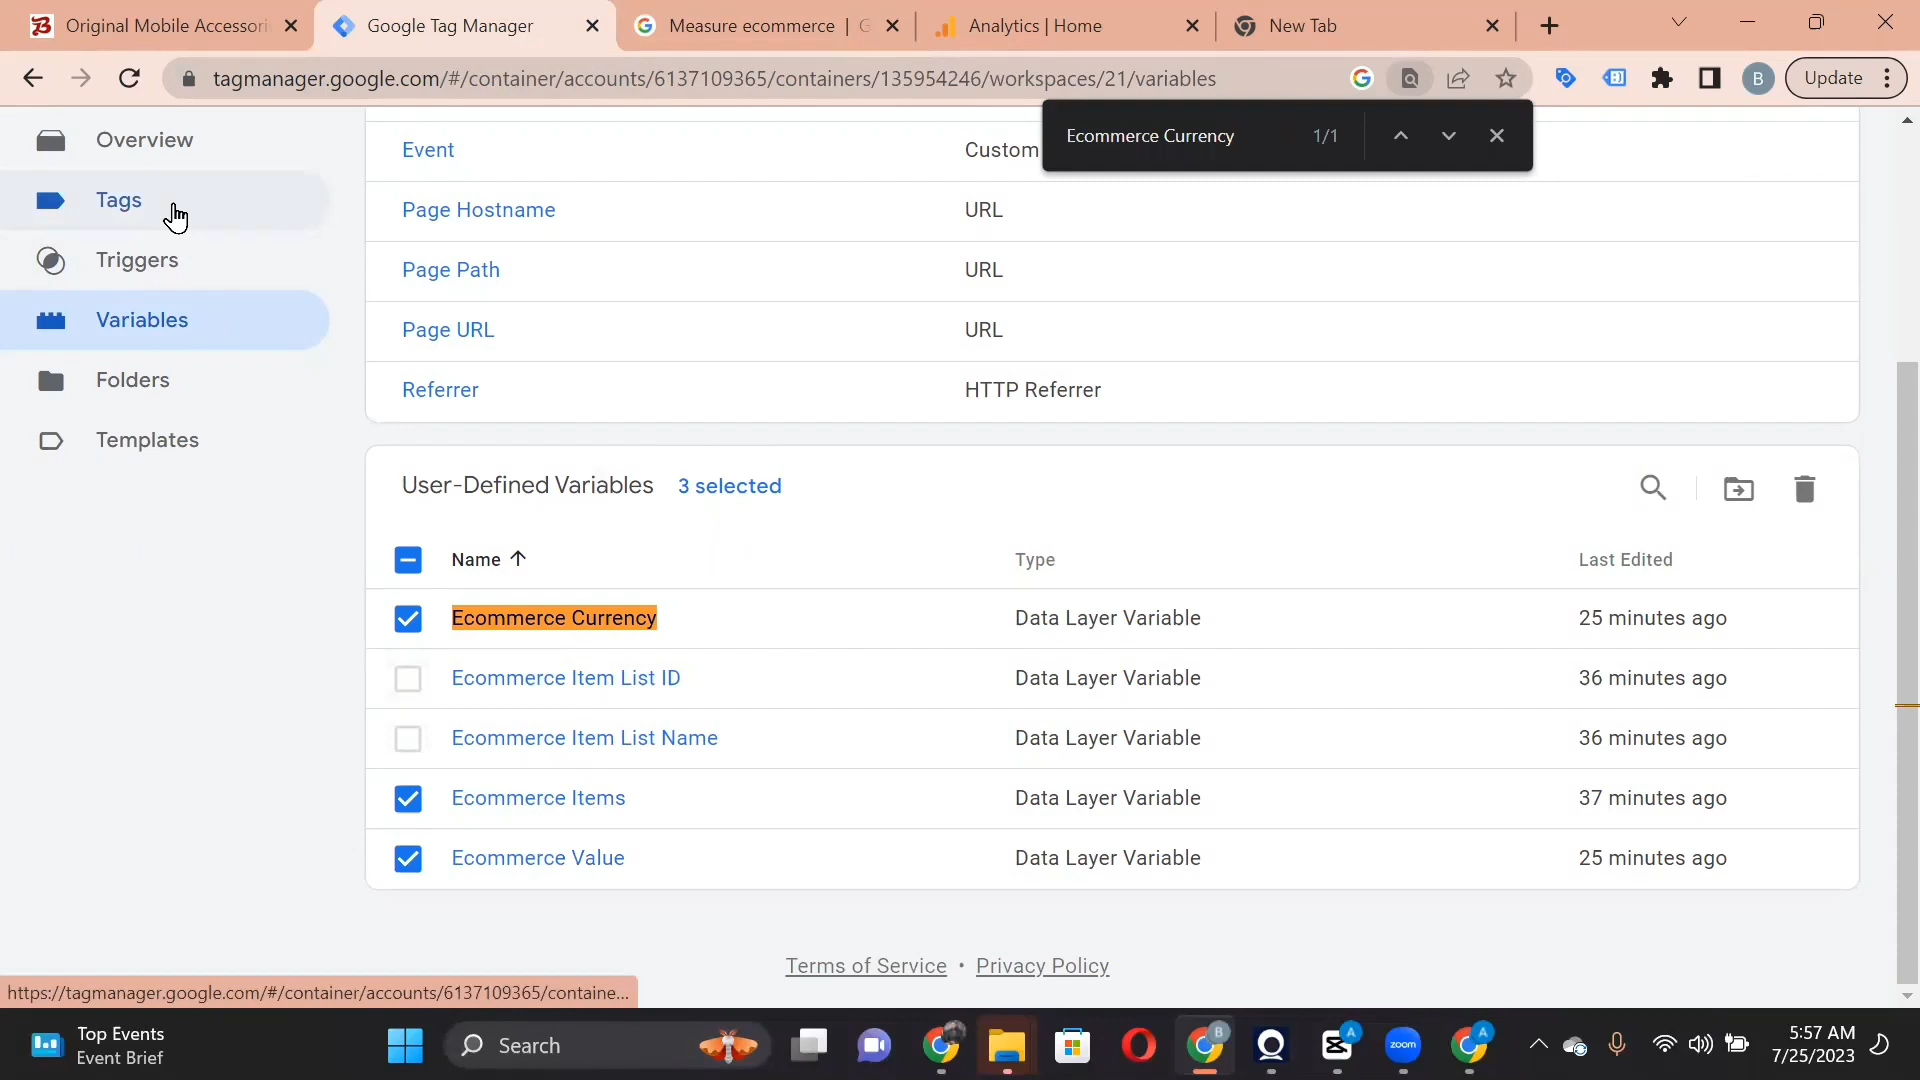 Original Mobile Accessori
Google Tag Manager
Measure ecommerce | G
Analytics | Home
New Tab
tagmanager.google.com/#/container/accounts/6137109365/containers/135954246/workspaces/21/variables
B
Update
Ecommerce Currency 1/1
Overview
Tags
Triggers
Variables
Folders
Templates
Event Custom
Page Hostname URL
Page Path URL
Page URL URL
Referrer HTTP Referrer
User-Defined Variables 3 selected
Name Type Last Edited
Ecommerce Currency Data Layer Variable 25 minutes ago
Ecommerce Item List ID Data Layer Variable 36 minutes ago
Ecommerce Item List Name Data Layer Variable 36 minutes ago
Ecommerce Items Data Layer Variable 37 minutes ago
Ecommerce Value Data Layer Variable 25 minutes ago
Terms of Service • Privacy Policy
https://tagmanager.google.com/#/container/accounts/6137109365/containe...
Top Events
Event Brief
Search
B
A
zoom
A
5:57 AM
7/25/2023